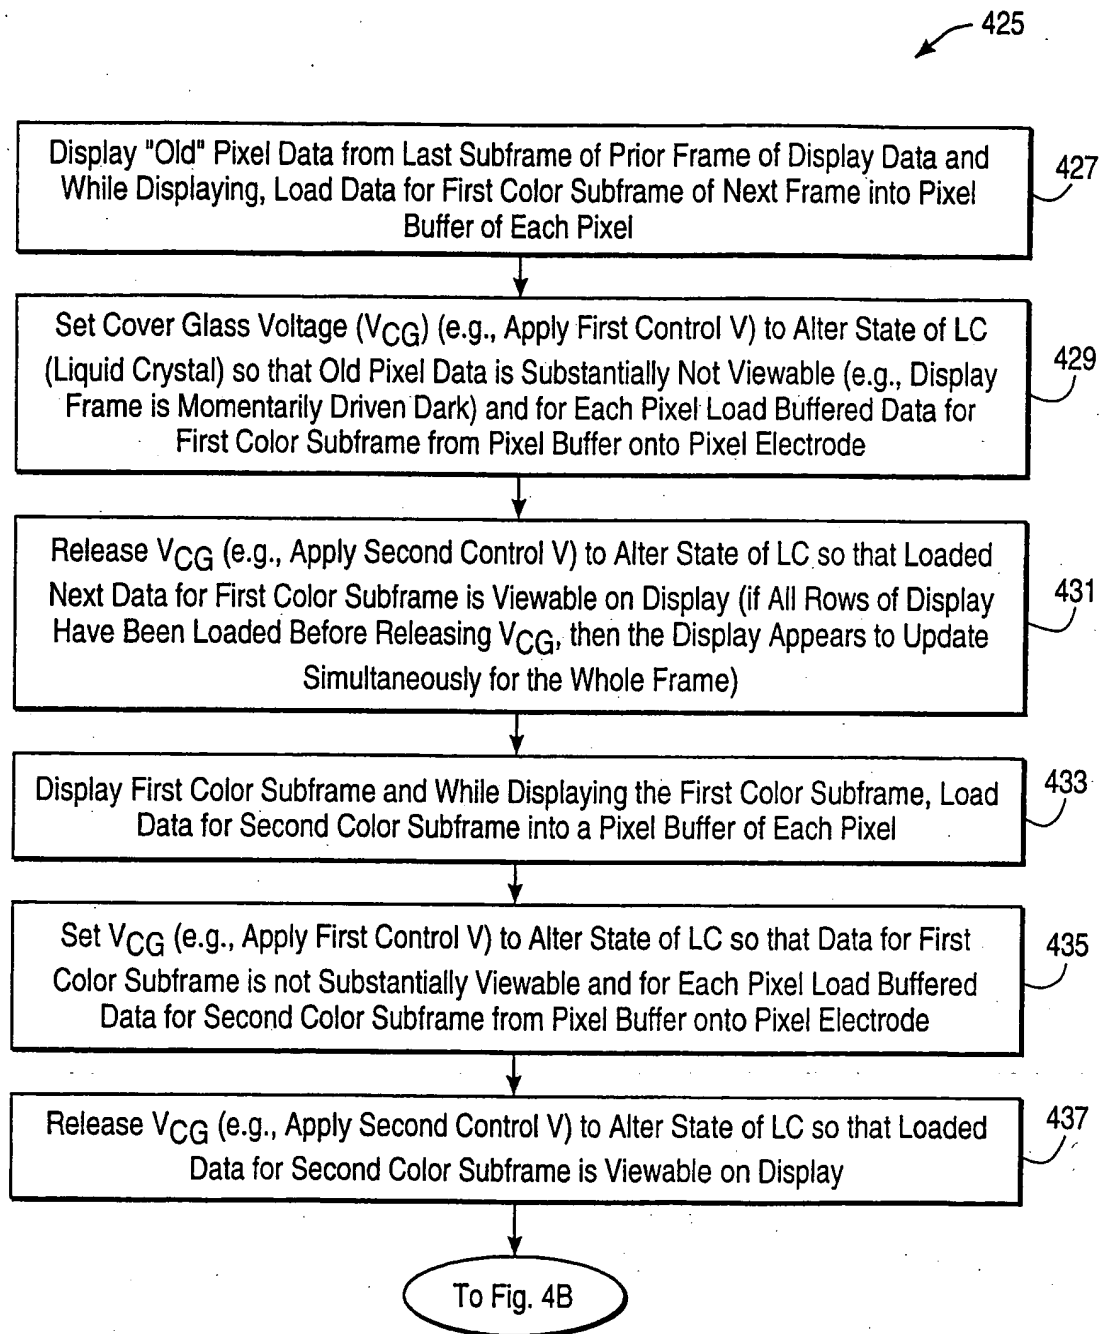 425
Display "Old" Pixel Data from Last Subframe of Prior Frame of Display Data and
While Displaying, Load Data for First Color Subframe of Next Frame into Pixel
Buffer of Each Pixel
427
Set Cover Glass Voltage (VCG) (e.g., Apply First Control V) to Alter State of LC
(Liquid Crystal) so that Old Pixel Data is Substantially Not Viewable (e.g., Display
Frame is Momentarily Driven Dark) and for Each Pixel Load Buffered Data for
First Color Subframe from Pixel Buffer onto Pixel Electrode
429
Release VCG (e.g., Apply Second Control V) to Alter State of LC so that Loaded
Next Data for First Color Subframe is Viewable on Display (if All Rows of Display
Have Been Loaded Before Releasing VCG, then the Display Appears to Update
Simultaneously for the Whole Frame)
431
Display First Color Subframe and While Displaying the First Color Subframe, Load
Data for Second Color Subframe into a Pixel Buffer of Each Pixel
433
Set VCG (e.g., Apply First Control V) to Alter State of LC so that Data for First
Color Subframe is not Substantially Viewable and for Each Pixel Load Buffered
Data for Second Color Subframe from Pixel Buffer onto Pixel Electrode
435
Release VCG (e.g., Apply Second Control V) to Alter State of LC so that Loaded
Data for Second Color Subframe is Viewable on Display
437
To Fig. 4B